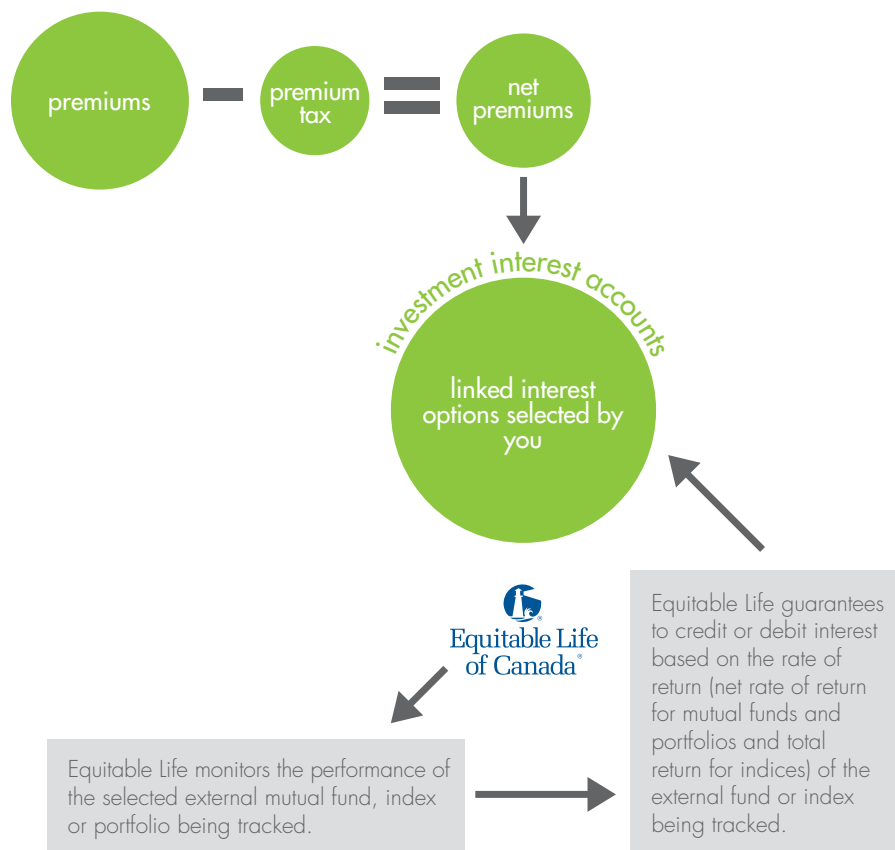 premiums
premium
tax
net
premiums
investment interest accounts
linked interest
options selected by
you
Equitable Life
of Canada®
Equitable Life monitors the performance of
the selected external mutual fund, index
or portfolio being tracked.
Equitable Life guarantees
to credit or debit interest
based on the rate of
return (net rate of return
for mutual funds and
portfolios and total
return for indices) of the
external fund or index
being tracked.